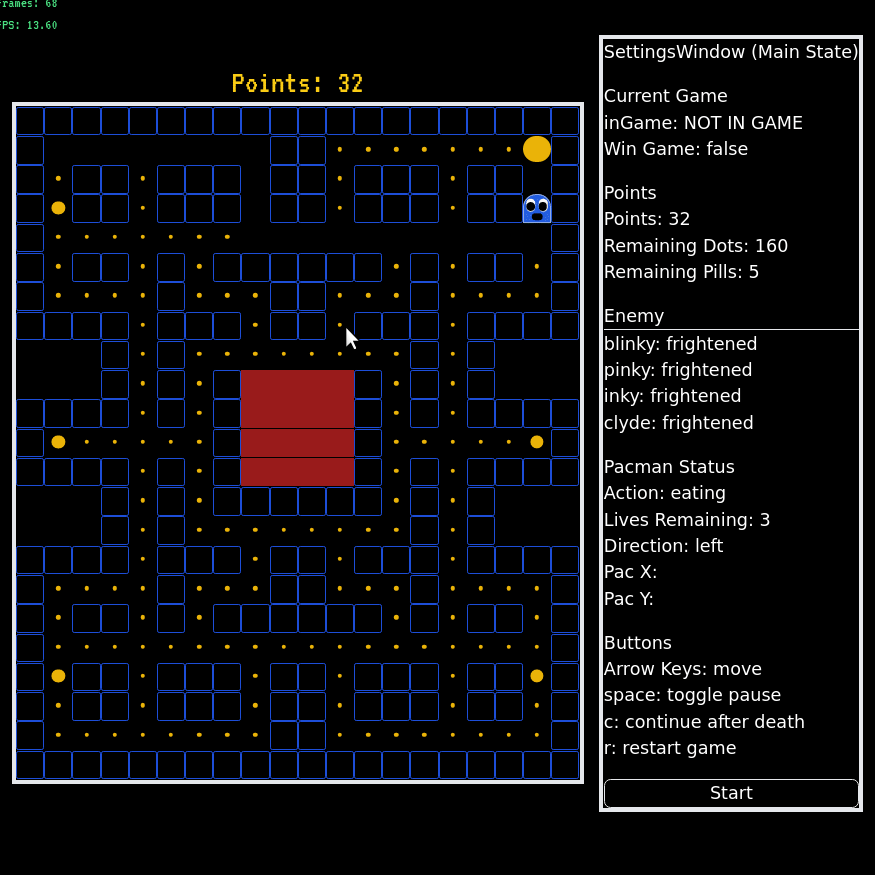 Frames: 68
FPS: 13.60
Points: 32
SettingsWindow (Main State)
Current Game
inGame: NOT IN GAME
Win Game: false
Points
Points: 32
Remaining Dots: 160
Remaining Pills: 5
Enemy
blinky: frightened
pinky: frightened
inky: frightened
clyde: frightened
Pacman Status
Action: eating
Lives Remaining: 3
Direction: left
Pac X:
Pac Y:
Buttons
Arrow Keys: move
space: toggle pause
c: continue after death
r: restart game
Start